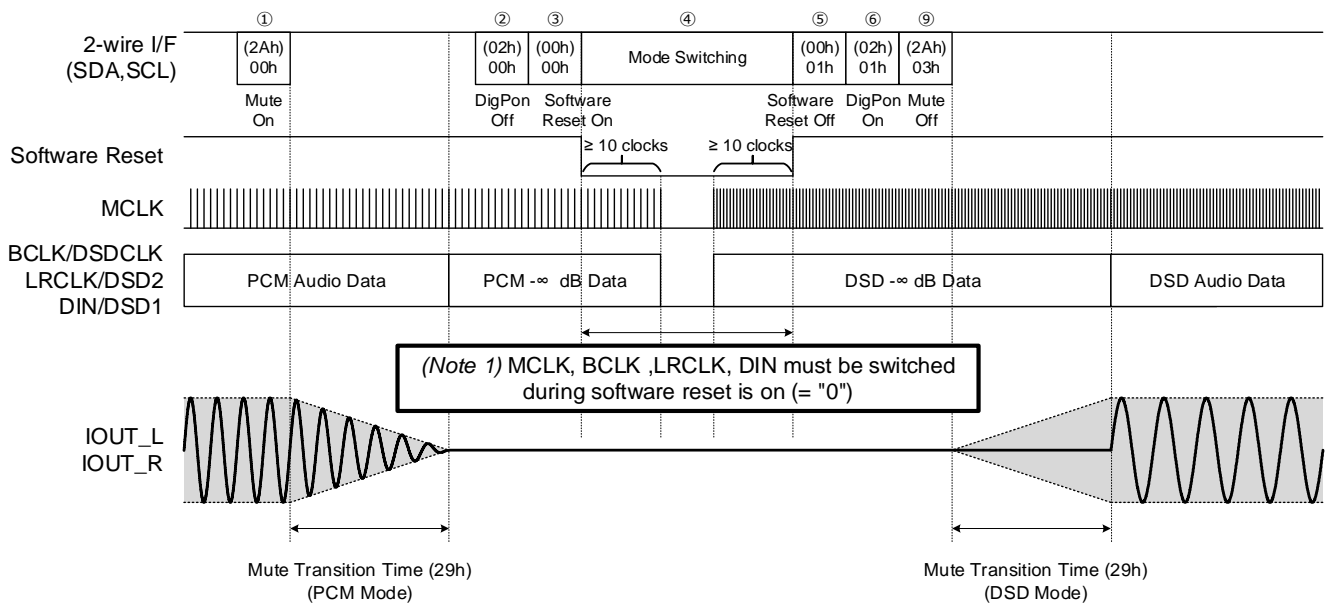 ① ② ③ ④ ⑤ ⑥ ⑨
2-wire I/F
(SDA,SCL)
(2Ah)
00h
(02h)
00h
(00h)
00h
Mode Switching
(00h)
01h
(02h)
01h
(2Ah)
03h
Mute
On
DigPon
Off
Software
Reset On
Software
Reset Off
DigPon
On
Mute
Off
Software Reset
≥ 10 clocks
≥ 10 clocks
MCLK
BCLK/DSDCLK
LRCLK/DSD2
DIN/DSD1
PCM Audio Data
PCM -∞ dB Data
DSD -∞ dB Data
DSD Audio Data
(Note 1) MCLK, BCLK ,LRCLK, DIN must be switched
during software reset is on (= "0")
IOUT_L
IOUT_R
Mute Transition Time (29h)
(PCM Mode)
Mute Transition Time (29h)
(DSD Mode)